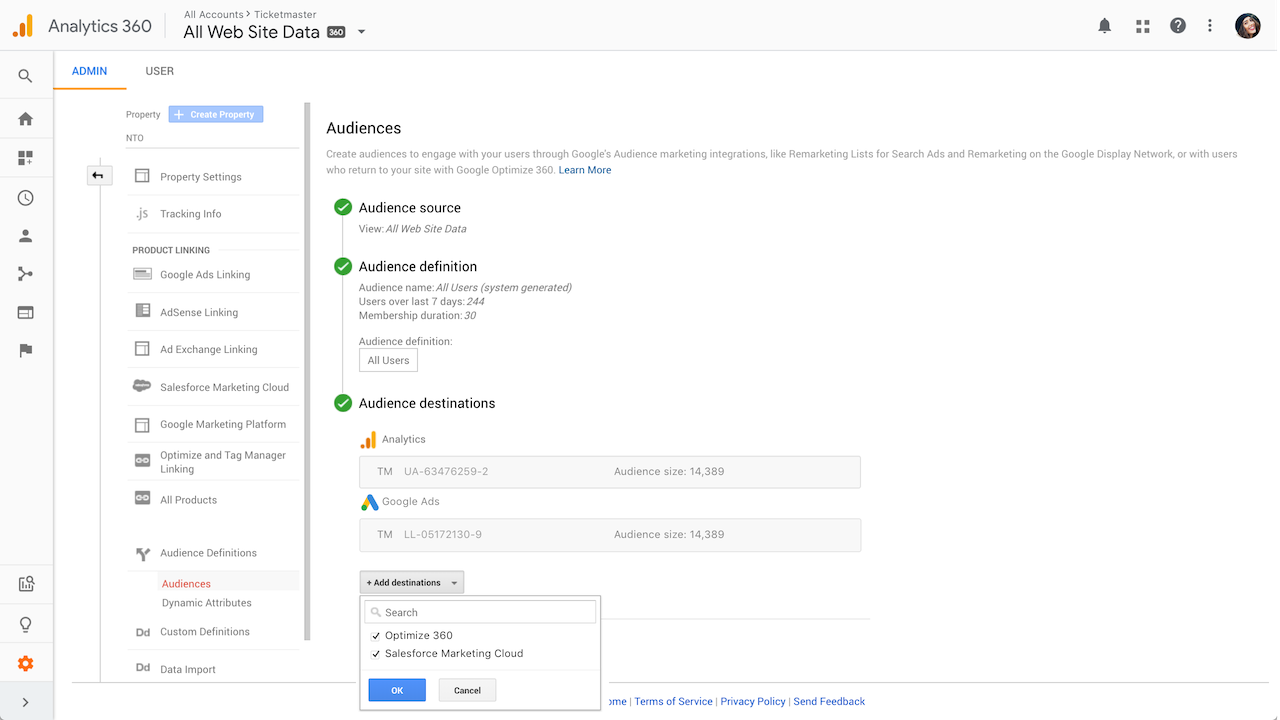 Analytics 360
All Accounts > Ticketmaster
All Web Site Data 360
ADMIN USER
Property + Create Property
NTO
Property Settings
.js Tracking Info
PRODUCT LINKING
Google Ads Linking
AdSense Linking
Ad Exchange Linking
Salesforce Marketing Cloud
Google Marketing Platform
Optimize and Tag Manager
Linking
All Products
Audience Definitions
Audiences
Dynamic Attributes
Dd Custom Definitions
Dd Data Import
Audiences
Create audiences to engage with your users through Google's Audience marketing integrations, like Remarketing Lists for Search Ads and Remarketing on the Google Display Network, or with users
who return to your site with Google Optimize 360. Learn More
Audience source
View: All Web Site Data
Audience definition
Audience name: All Users (system generated)
Users over last 7 days: 244
Membership duration: 30
Audience definition:
All Users
Audience destinations
Analytics
TM UA-63476259-2 Audience size: 14,389
Google Ads
TM LL-05172130-9 Audience size: 14,389
+ Add destinations
Search
Optimize 360
Salesforce Marketing Cloud
OK Cancel
ome | Terms of Service | Privacy Policy | Send Feedback